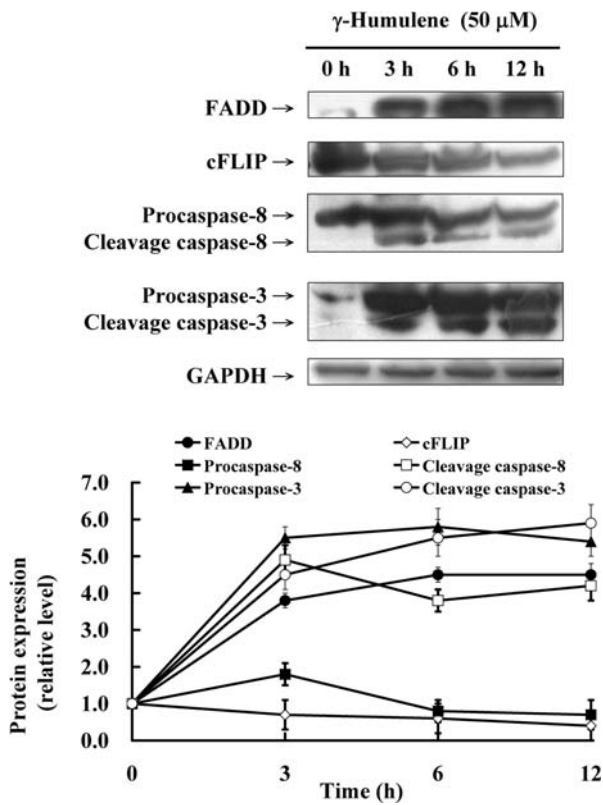 γ-Humulene (50 μM)
0 h 3 h 6 h 12 h
FADD →
cFLIP →
Procaspase-8 →
Cleavage caspase-8 →
Procaspase-3 →
Cleavage caspase-3 →
GAPDH →
FADD cFLIP
Procaspase-8 Cleavage caspase-8
Procaspase-3 Cleavage caspase-3
7.0
6.0
5.0
4.0
3.0
2.0
1.0
0.0
Protein expression
(relative level)
0 3 6 12
Time (h)